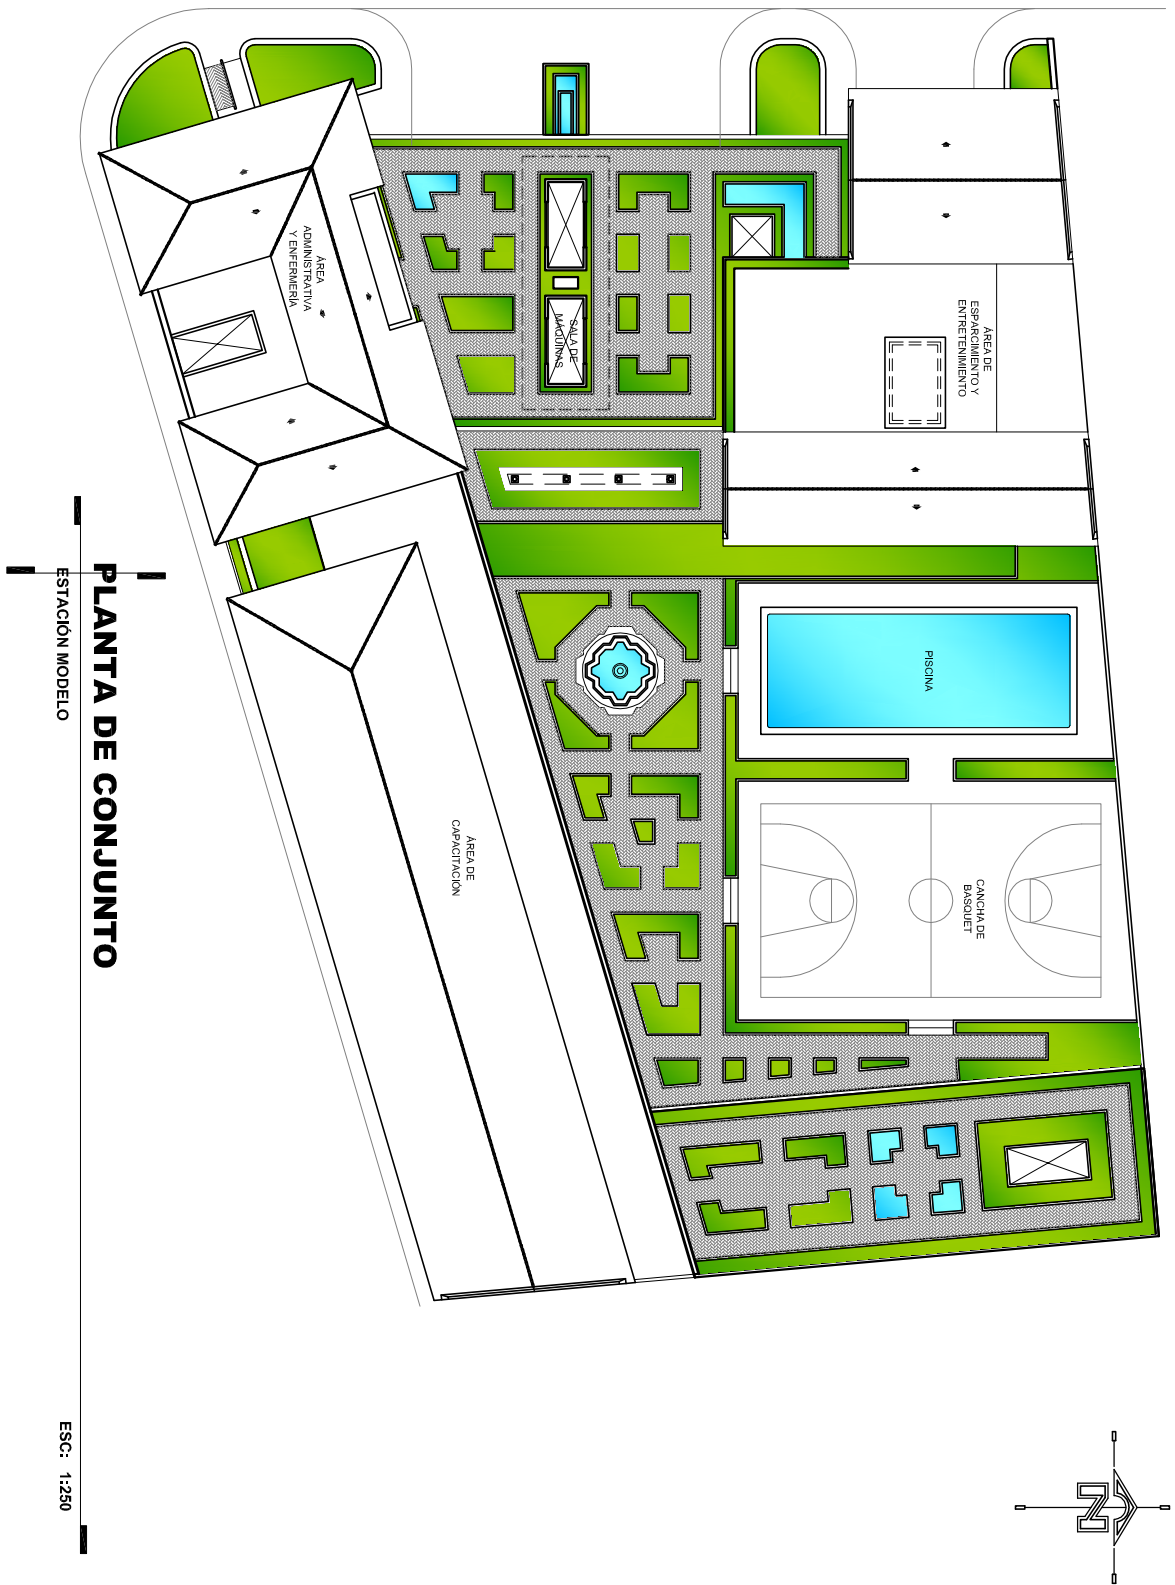 ÁREA
ADMINISTRATIVA
Y ENFERMERÍA
SALA DE
MÁQUINAS
ÁREA DE
ESPARCIMIENTO Y
ENTRETENIMIENTO
PISCINA
CANCHA DE
BASQUET
ÁREA DE
CAPACITACIÓN
PLANTA DE CONJUNTO
ESTACIÓN MODELO
ESC: 1:250
N